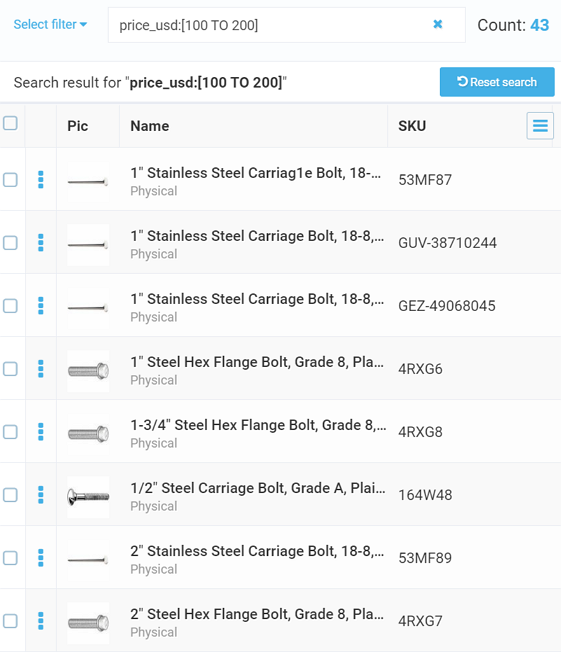 Select filter
price_usd:[100 TO 200]
Count: 43
Search result for "price_usd:[100 TO 200]"
Reset search
Pic Name SKU
1" Stainless Steel Carriag1e Bolt, 18-...
Physical
53MF87
1" Stainless Steel Carriage Bolt, 18-8,...
Physical
GUV-38710244
1" Stainless Steel Carriage Bolt, 18-8,...
Physical
GEZ-49068045
1" Steel Hex Flange Bolt, Grade 8, Pla...
Physical
4RXG6
1-3/4" Steel Hex Flange Bolt, Grade 8,...
Physical
4RXG8
1/2" Steel Carriage Bolt, Grade A, Plai...
Physical
164W48
2" Stainless Steel Carriage Bolt, 18-8,...
Physical
53MF89
2" Steel Hex Flange Bolt, Grade 8, Pla...
Physical
4RXG7